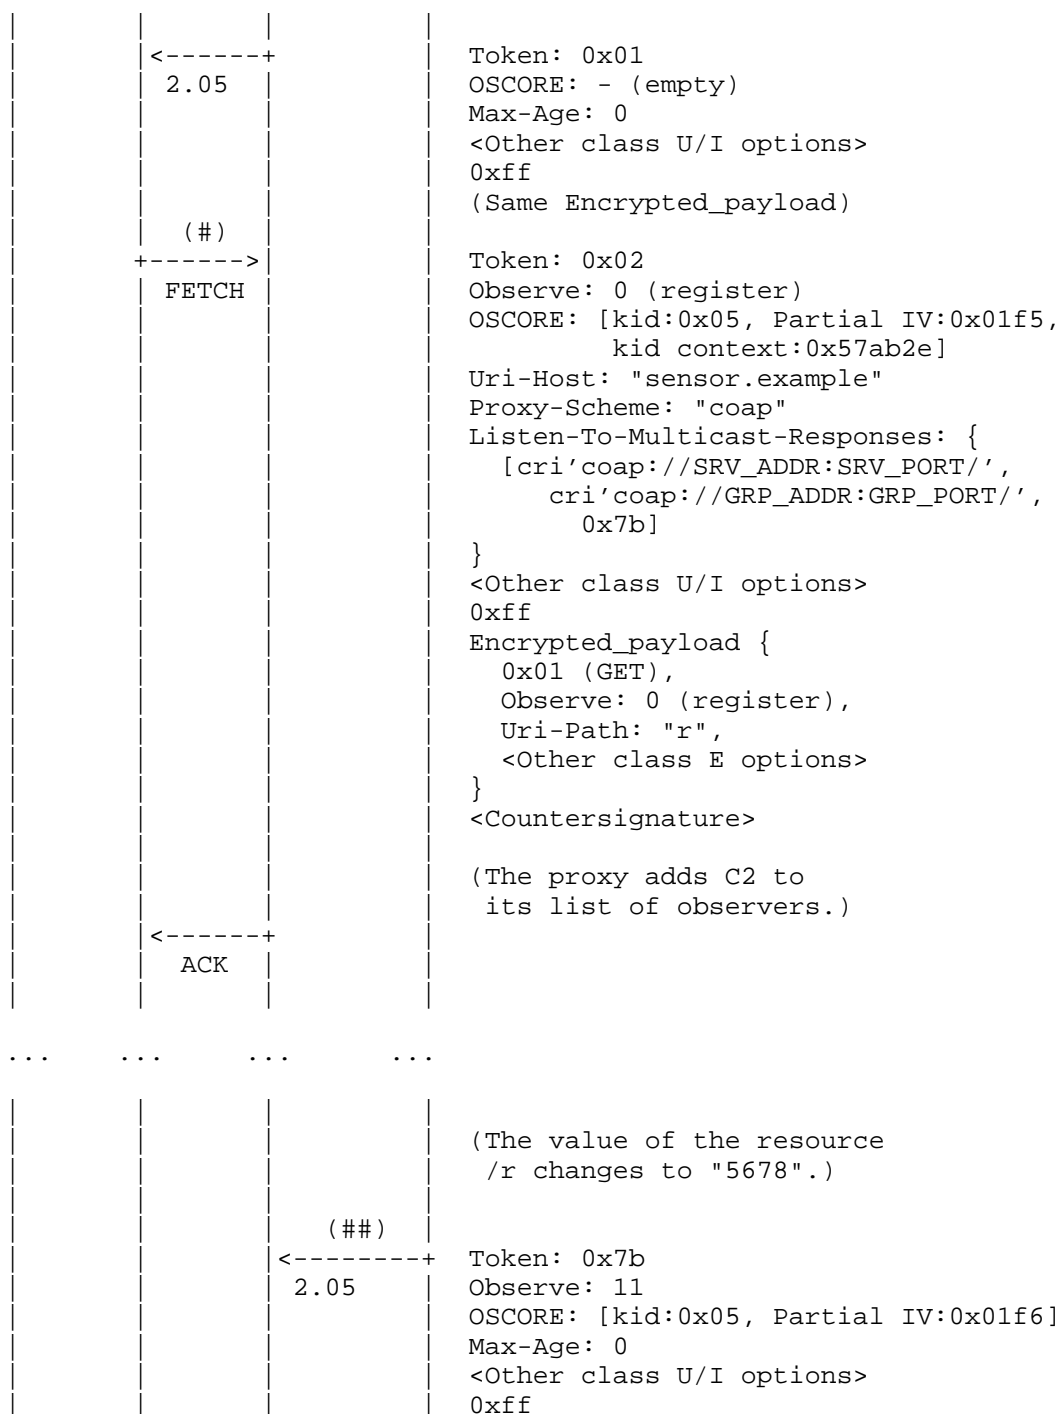 |        |       |         |
|        |<------+         |  Token: 0x01
|        | 2.05  |         |  OSCORE: - (empty)
|        |       |         |  Max-Age: 0
|        |       |         |  <Other class U/I options>
|        |       |         |  0xff
|        |       |         |  (Same Encrypted_payload)
|        |  (#)  |         |
|        +------>|         |  Token: 0x02
|        | FETCH |         |  Observe: 0 (register)
|        |       |         |  OSCORE: [kid:0x05, Partial IV:0x01f5,
|        |       |         |           kid context:0x57ab2e]
|        |       |         |  Uri-Host: "sensor.example"
|        |       |         |  Proxy-Scheme: "coap"
|        |       |         |  Listen-To-Multicast-Responses: {
|        |       |         |    [cri'coap://SRV_ADDR:SRV_PORT/',
|        |       |         |       cri'coap://GRP_ADDR:GRP_PORT/',
|        |       |         |         0x7b]
|        |       |         |  }
|        |       |         |  <Other class U/I options>
|        |       |         |  0xff
|        |       |         |  Encrypted_payload {
|        |       |         |    0x01 (GET),
|        |       |         |    Observe: 0 (register),
|        |       |         |    Uri-Path: "r",
|        |       |         |    <Other class E options>
|        |       |         |  }
|        |       |         |  <Countersignature>
|        |       |         |
|        |       |         |  (The proxy adds C2 to
|        |       |         |   its list of observers.)
|        |<------+         |
|        |  ACK  |         |
|        |       |         |
...     ...     ...      ...
|        |       |         |
|        |       |         |  (The value of the resource
|        |       |         |   /r changes to "5678".)
|        |       |         |
|        |       |   (##)  |
|        |       |<--------+  Token: 0x7b
|        |       | 2.05    |  Observe: 11
|        |       |         |  OSCORE: [kid:0x05, Partial IV:0x01f6]
|        |       |         |  Max-Age: 0
|        |       |         |  <Other class U/I options>
|        |       |         |  0xff